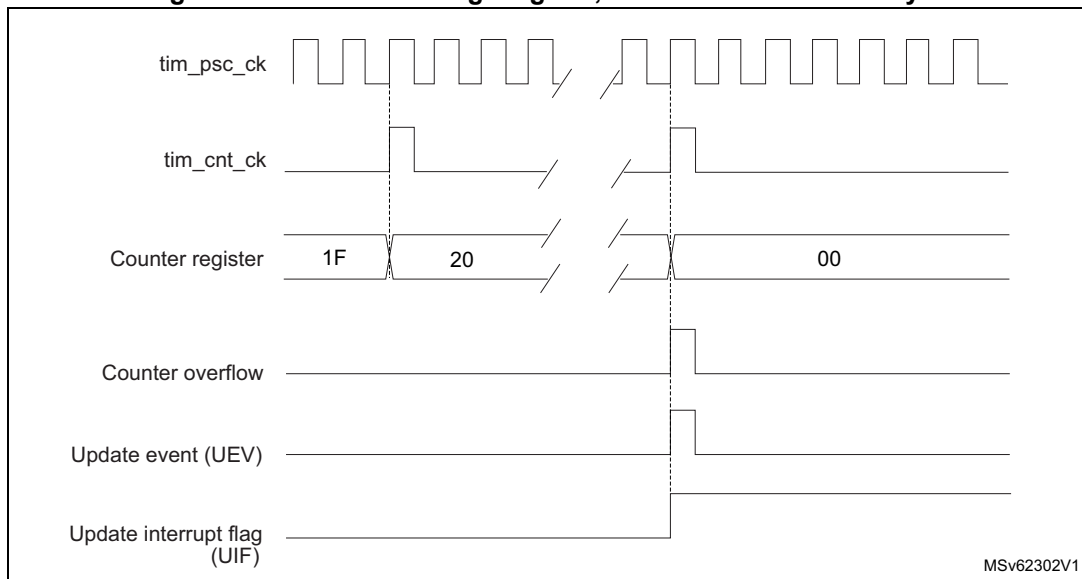 tim_psc_ck
tim_cnt_ck
Counter register
1F
20
00
Counter overflow
Update event (UEV)
Update interrupt flag
(UIF)
MSv62302V1